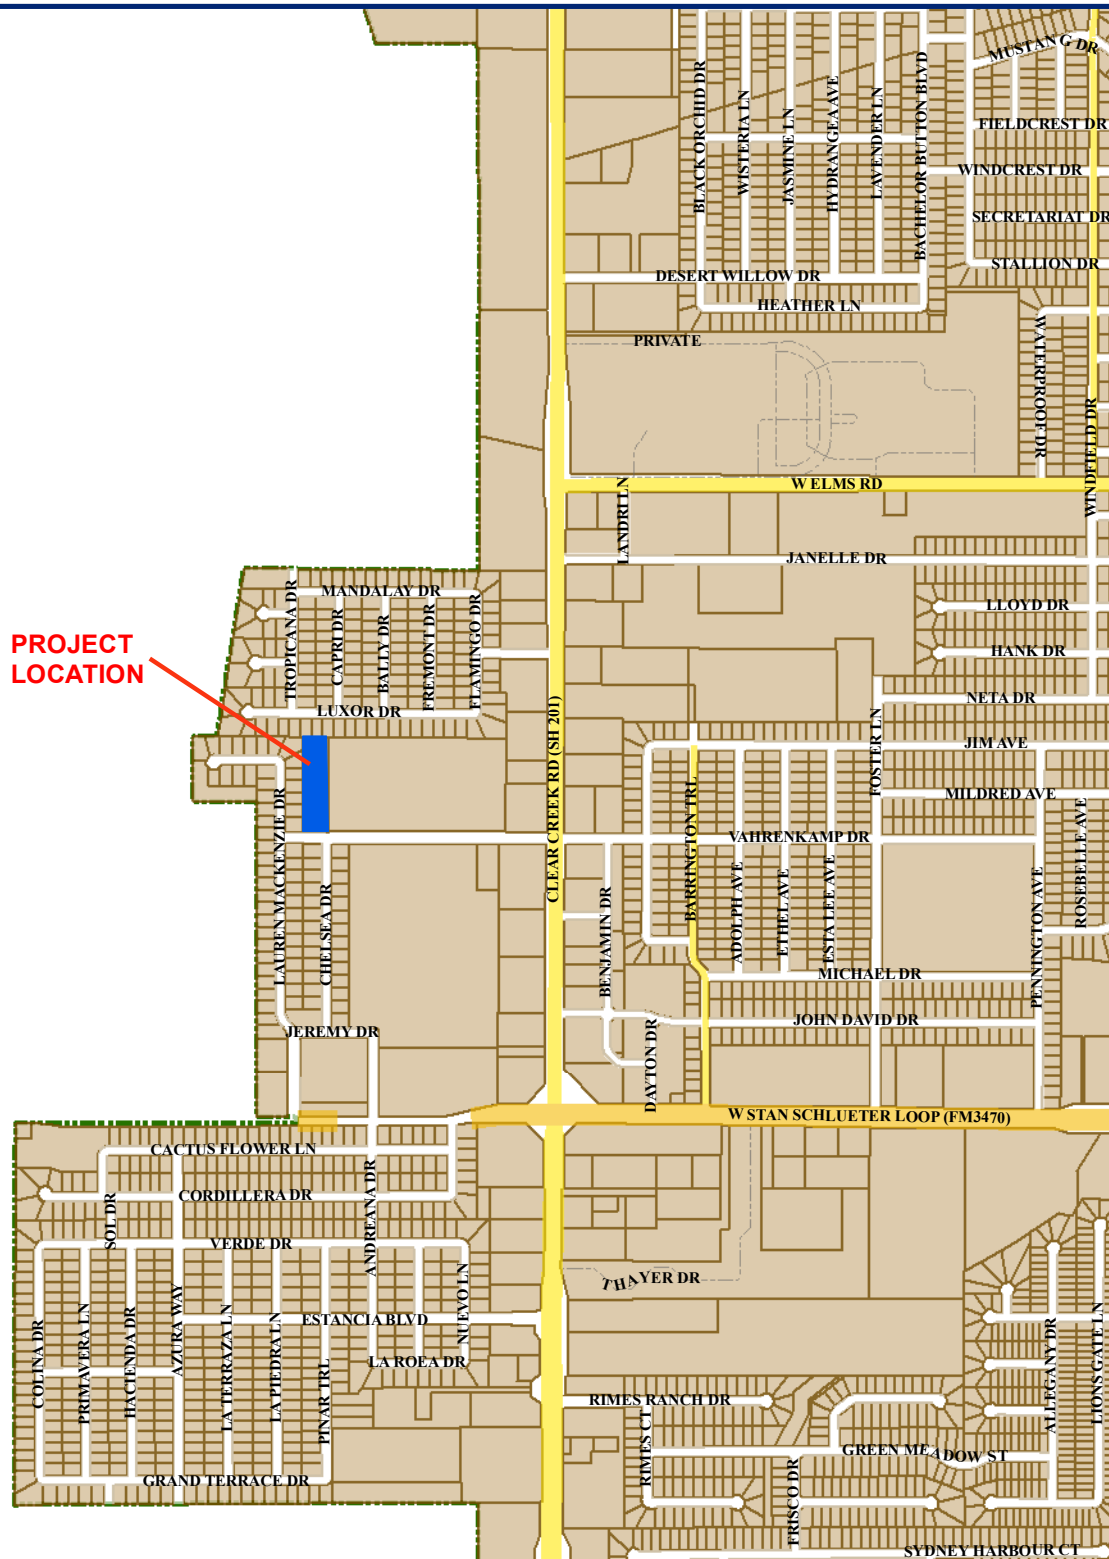 MUSTANG DR
BLACK ORCHID DR
WISTERIA LN
JASMINE LN
HYDRANGEA AVE
LAVENDER LN
BACHELOR BUTTON BLVD
FIELDCREST DR
WINDCREST DR
SECRETARIAT DR
STALLION DR
DESERT WILLOW DR
HEATHER LN
PRIVATE
WATERPROOF DR
WINDFIELD DR
W ELMS RD
LANDRI LN
JANELLE DR
MANDALAY DR
LLOYD DR
TROPICANA DR
CAPRI DR
BALLY DR
FREMONT DR
FLAMINGO DR
PROJECT
LOCATION
HANK DR
NETA DR
LUXOR DR
CLEAR CREEK RD (SH 201)
FOSTER LN
JIM AVE
MILDRED AVE
LAUREN MACKENZIE DR
CHELSEA DR
BARRINGTON TRL
VAHRENKAMP DR
ADOLPH AVE
ETHEL AVE
ESTA LEE AVE
ROSEBELLE AVE
PENNINGTON AVE
BENJAMIN DR
MICHAEL DR
JOHN DAVID DR
JEREMY DR
DAYTON DR
W STAN SCHLUETER LOOP (FM3470)
CACTUS FLOWER LN
CORDILLERA DR
SOL DR
ANDREANA DR
VERDE DR
THAYER DR
NUEVO LN
ESTANCIA BLVD
COLINA DR
PRIMAVERA LN
HACIENDA DR
AZURA WAY
LA TERRAZA LN
LA PIEDRA LN
PINAR TRL
LA ROEA DR
ALLEGANY DR
LIONS GATE LN
RIMES RANCH DR
RIMES CT
GREEN MEADOW ST
GRAND TERRACE DR
FRISCO DR
SYDNEY HARBOUR CT